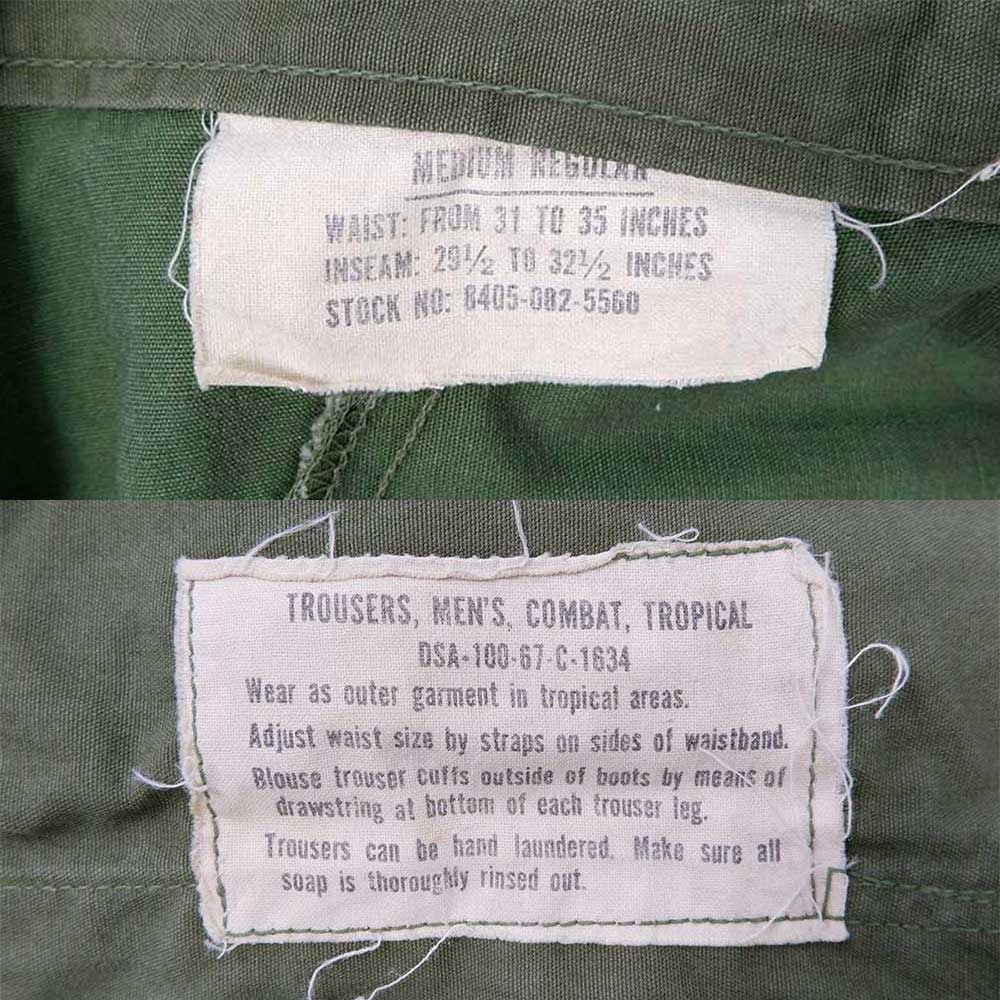 MEDIUM REGULAR
WAIST: FROM 31 TO 35 INCHES
INSEAM: 29½ TO 32½ INCHES
STOCK NO: 8405-082-5560
TROUSERS, MEN'S, COMBAT, TROPICAL
DSA-100-67-C-1634
Wear as outer garment in tropical areas.
Adjust waist size by straps on sides of waistband.
Blouse trouser cuffs outside of boots by means of
drawstring at bottom of each trouser leg.
Trousers can be hand laundered. Make sure all
soap is thoroughly rinsed out.